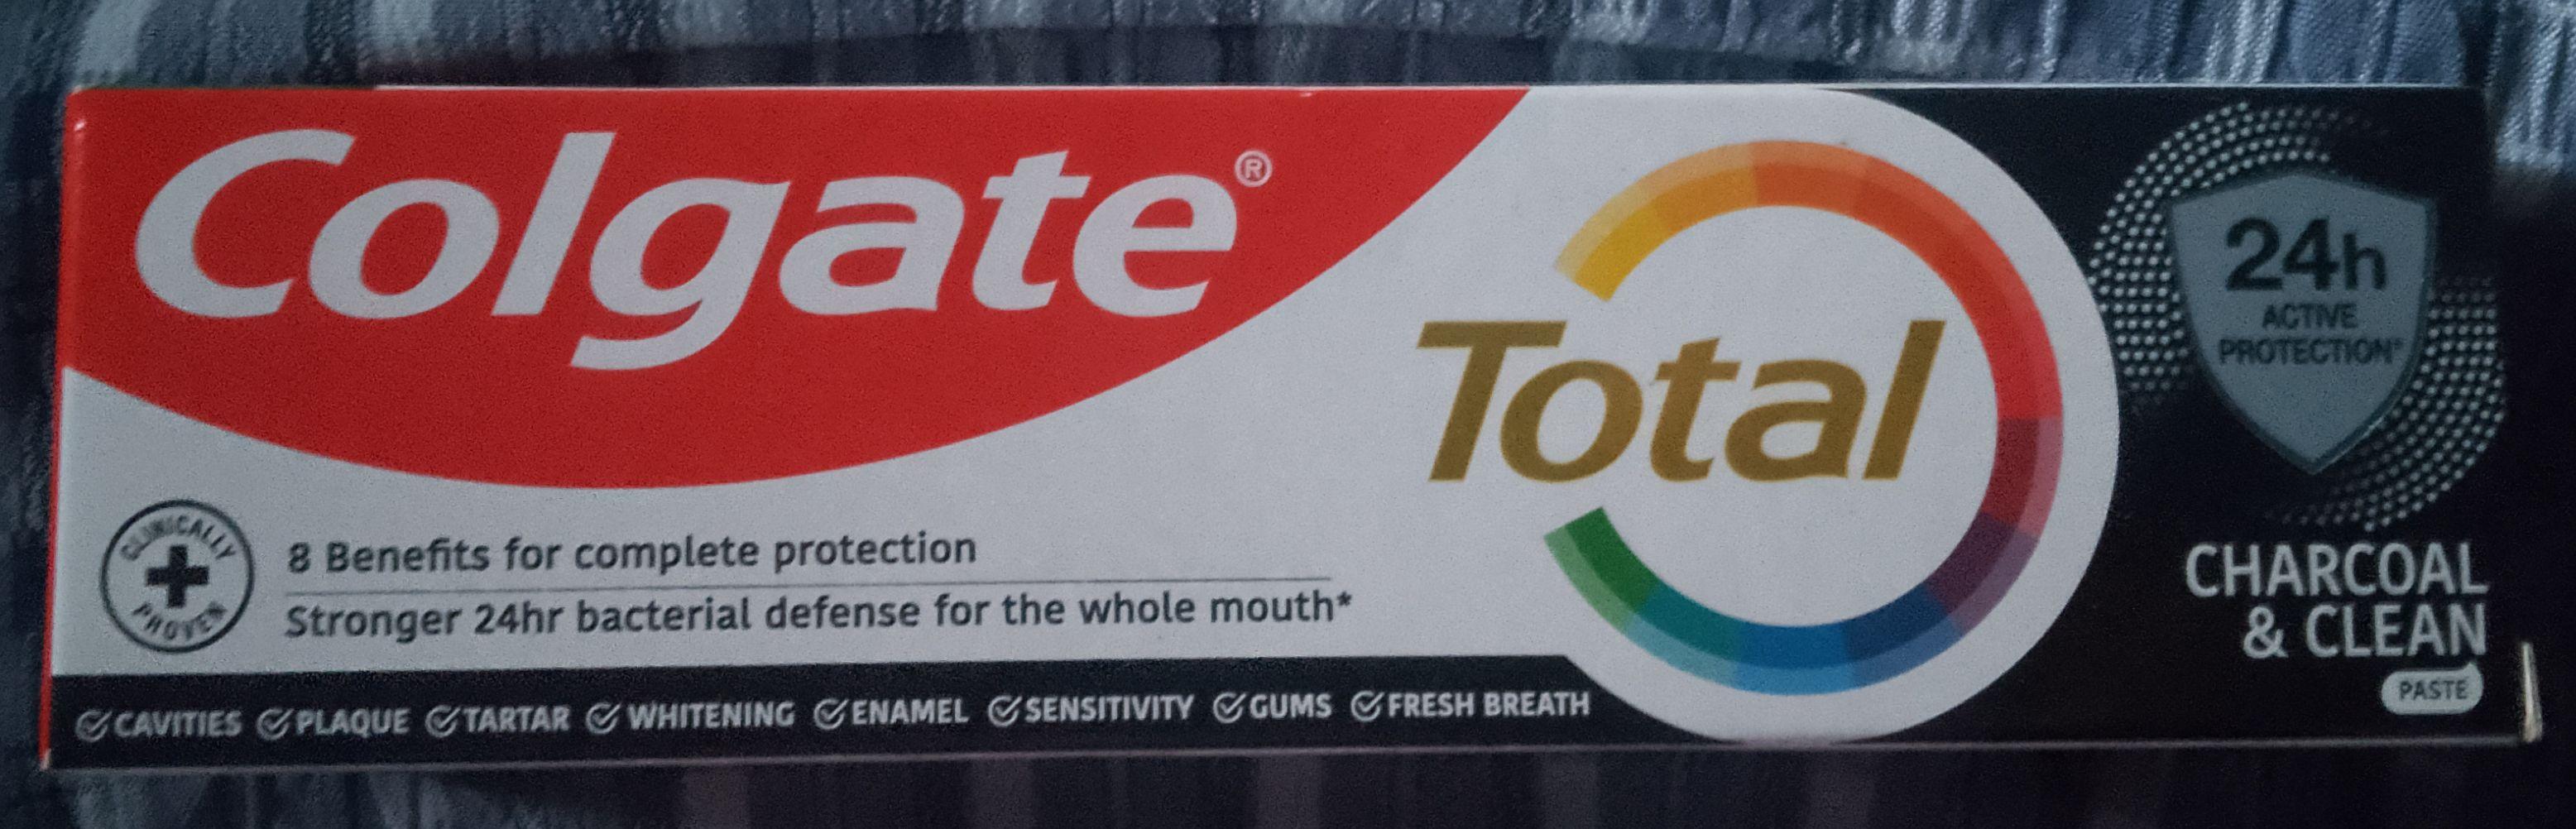 Colgate®
Total
24h
ACTIVE
PROTECTION*
CHARCOAL
& CLEAN
PASTE
CLINICALLY
PROVEN
8 Benefits for complete protection
Stronger 24hr bacterial defense for the whole mouth*
CAVITIES PLAQUE TARTAR WHITENING ENAMEL SENSITIVITY GUMS FRESH BREATH